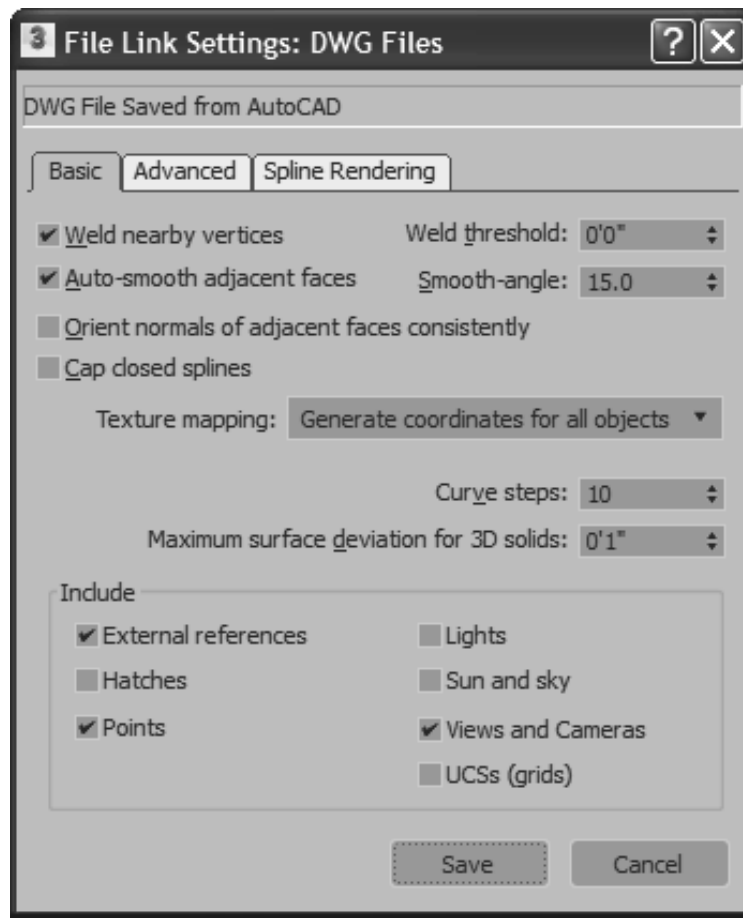 3 File Link Settings: DWG Files ?
DWG File Saved from AutoCAD
Basic Advanced Spline Rendering
Weld nearby vertices Weld threshold: 0'0"
Auto-smooth adjacent faces Smooth-angle: 15.0
Orient normals of adjacent faces consistently
Cap closed splines
Texture mapping: Generate coordinates for all objects
Curve steps: 10
Maximum surface deviation for 3D solids: 0'1"
Include
External references Lights
Hatches Sun and sky
Points Views and Cameras
UCSs (grids)
Save Cancel